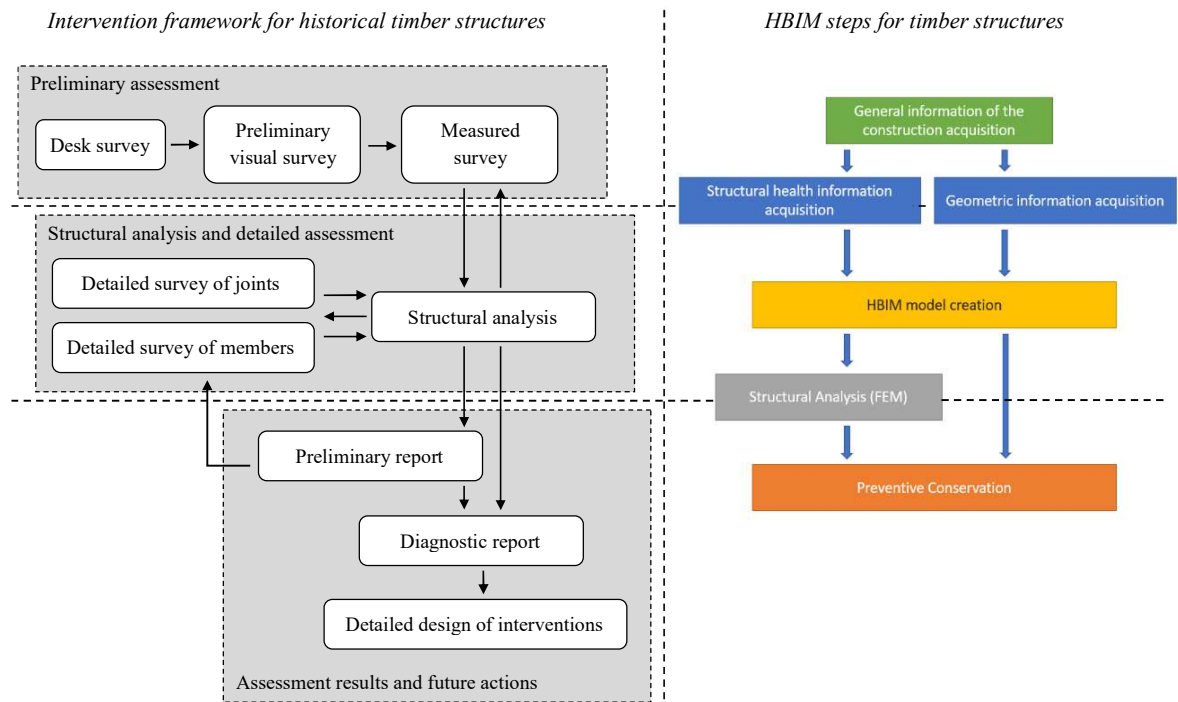 Intervention framework for historical timber structures
Preliminary assessment
Desk survey
Preliminary
visual survey
Measured
survey
Structural analysis and detailed assessment
Detailed survey of joints
Structural analysis
Detailed survey of members
Preliminary report
Diagnostic report
Detailed design of interventions
Assessment results and future actions
HBIM steps for timber structures
General information of the
construction acquisition
Structural health information
acquisition
Geometric information acquisition
HBIM model creation
Structural Analysis (FEM)
Preventive Conservation